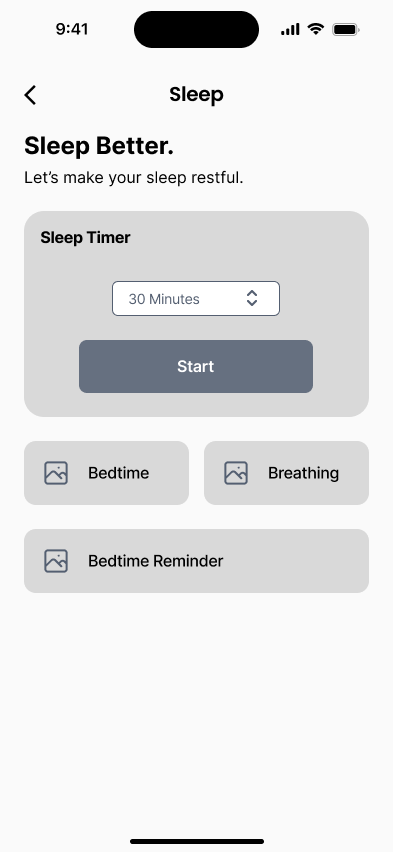 9:41
Sleep
Sleep Better.
Let's make your sleep restful.
Sleep Timer
30 Minutes
Start
Bedtime
Breathing
Bedtime Reminder